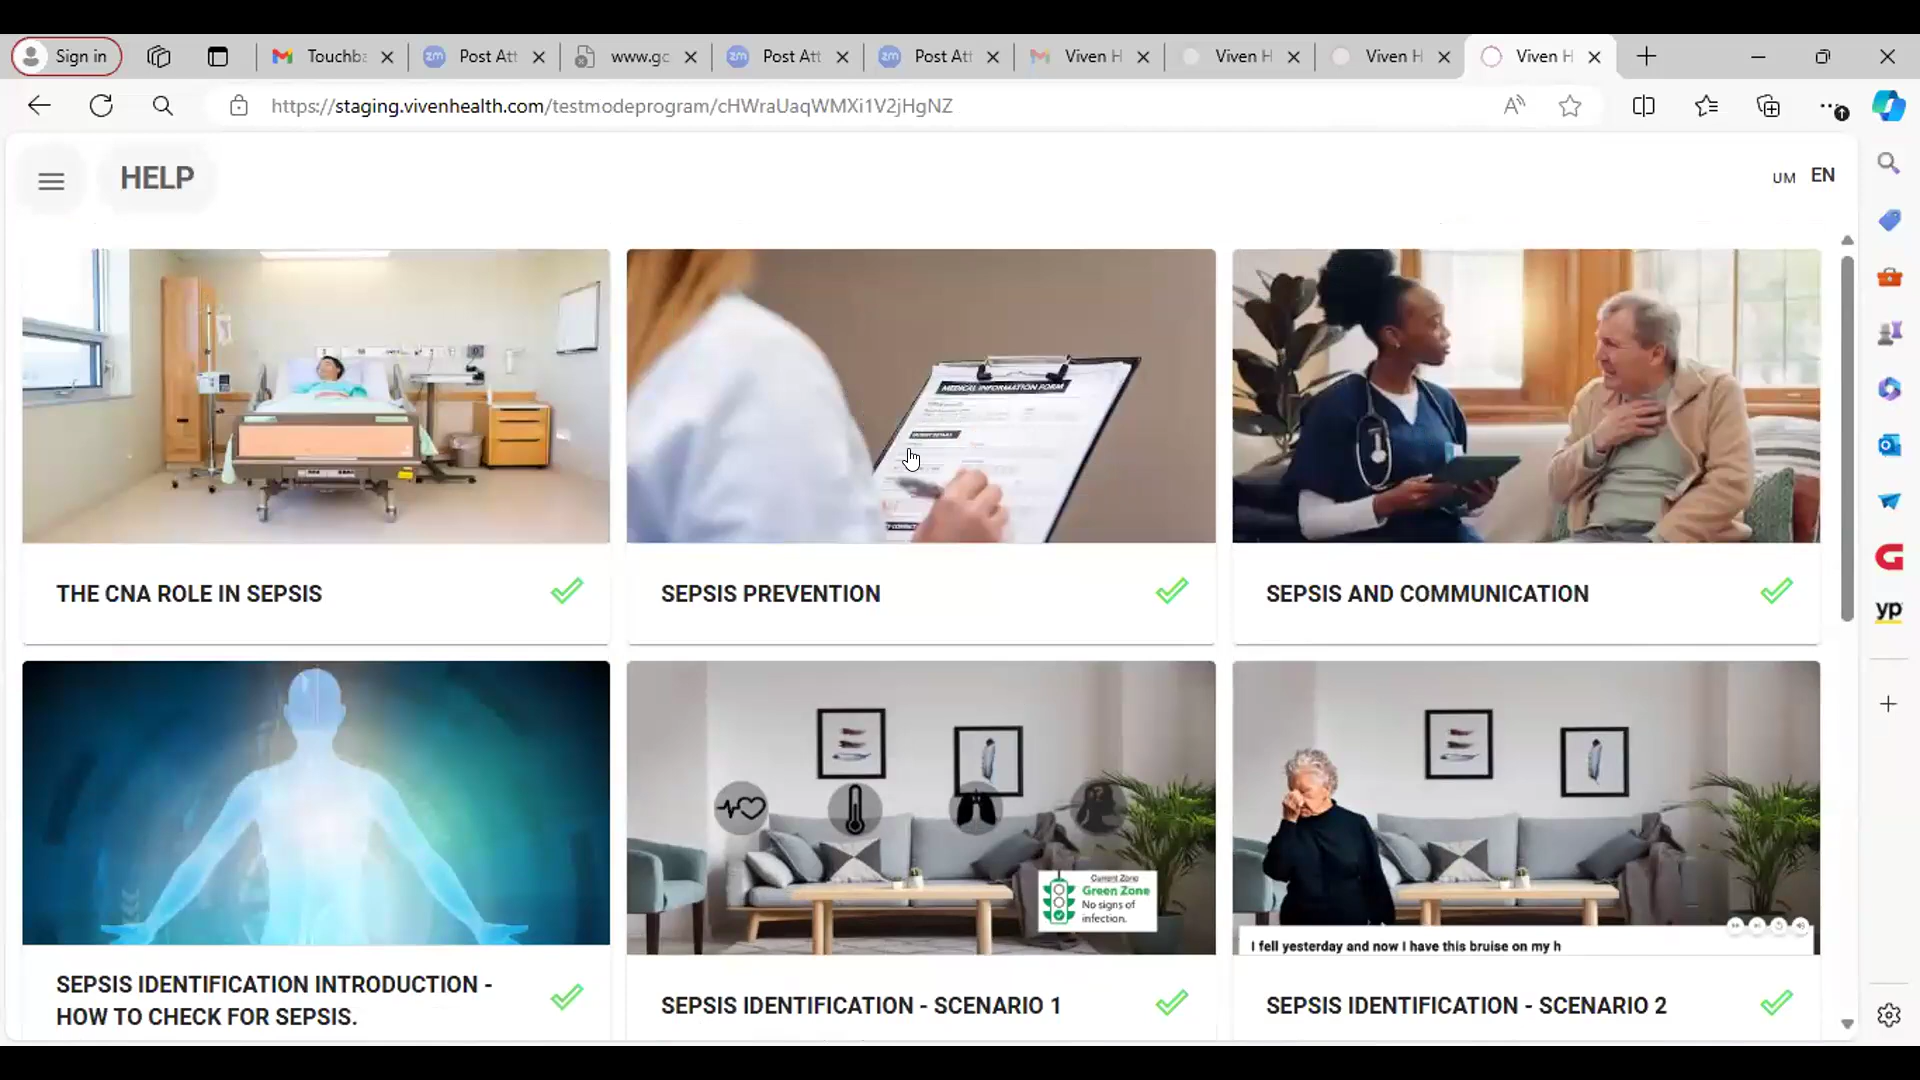 Sign in
Touchba
Post Att
www.gc
Post Att
Post Att
Viven H
Viven H
Viven H
Viven H
https://staging.vivenhealth.com/testmodeprogram/cHWraUaqWMXi1V2jHgNZ
HELP
UM EN
MEDICAL INFORMATION FORM
THE CNA ROLE IN SEPSIS
SEPSIS PREVENTION
SEPSIS AND COMMUNICATION
Current Zone
Green Zone
No signs of
infection.
I fell yesterday and now I have this bruise on my h
SEPSIS IDENTIFICATION INTRODUCTION -
HOW TO CHECK FOR SEPSIS.
SEPSIS IDENTIFICATION - SCENARIO 1
SEPSIS IDENTIFICATION - SCENARIO 2
yp